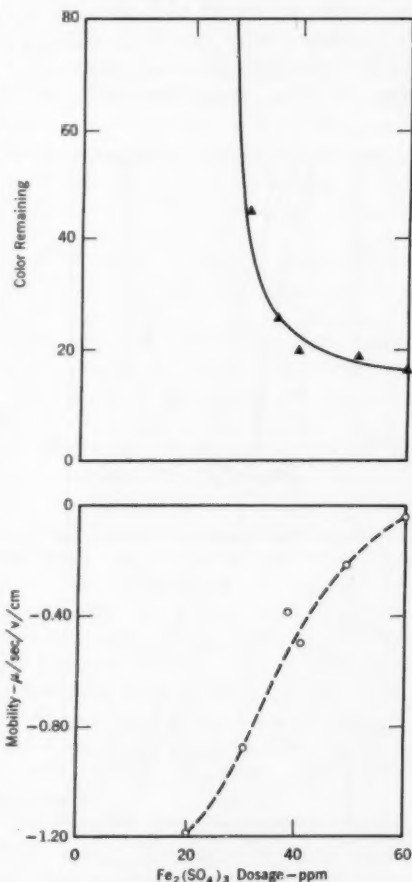 80
60
40
20
0
Color Remaining
0
-0.40
-0.80
-1.20
Mobility–μ/sec/v/cm
0 20 40 60
Fe₂(SO₄)₃ Dosage–ppm